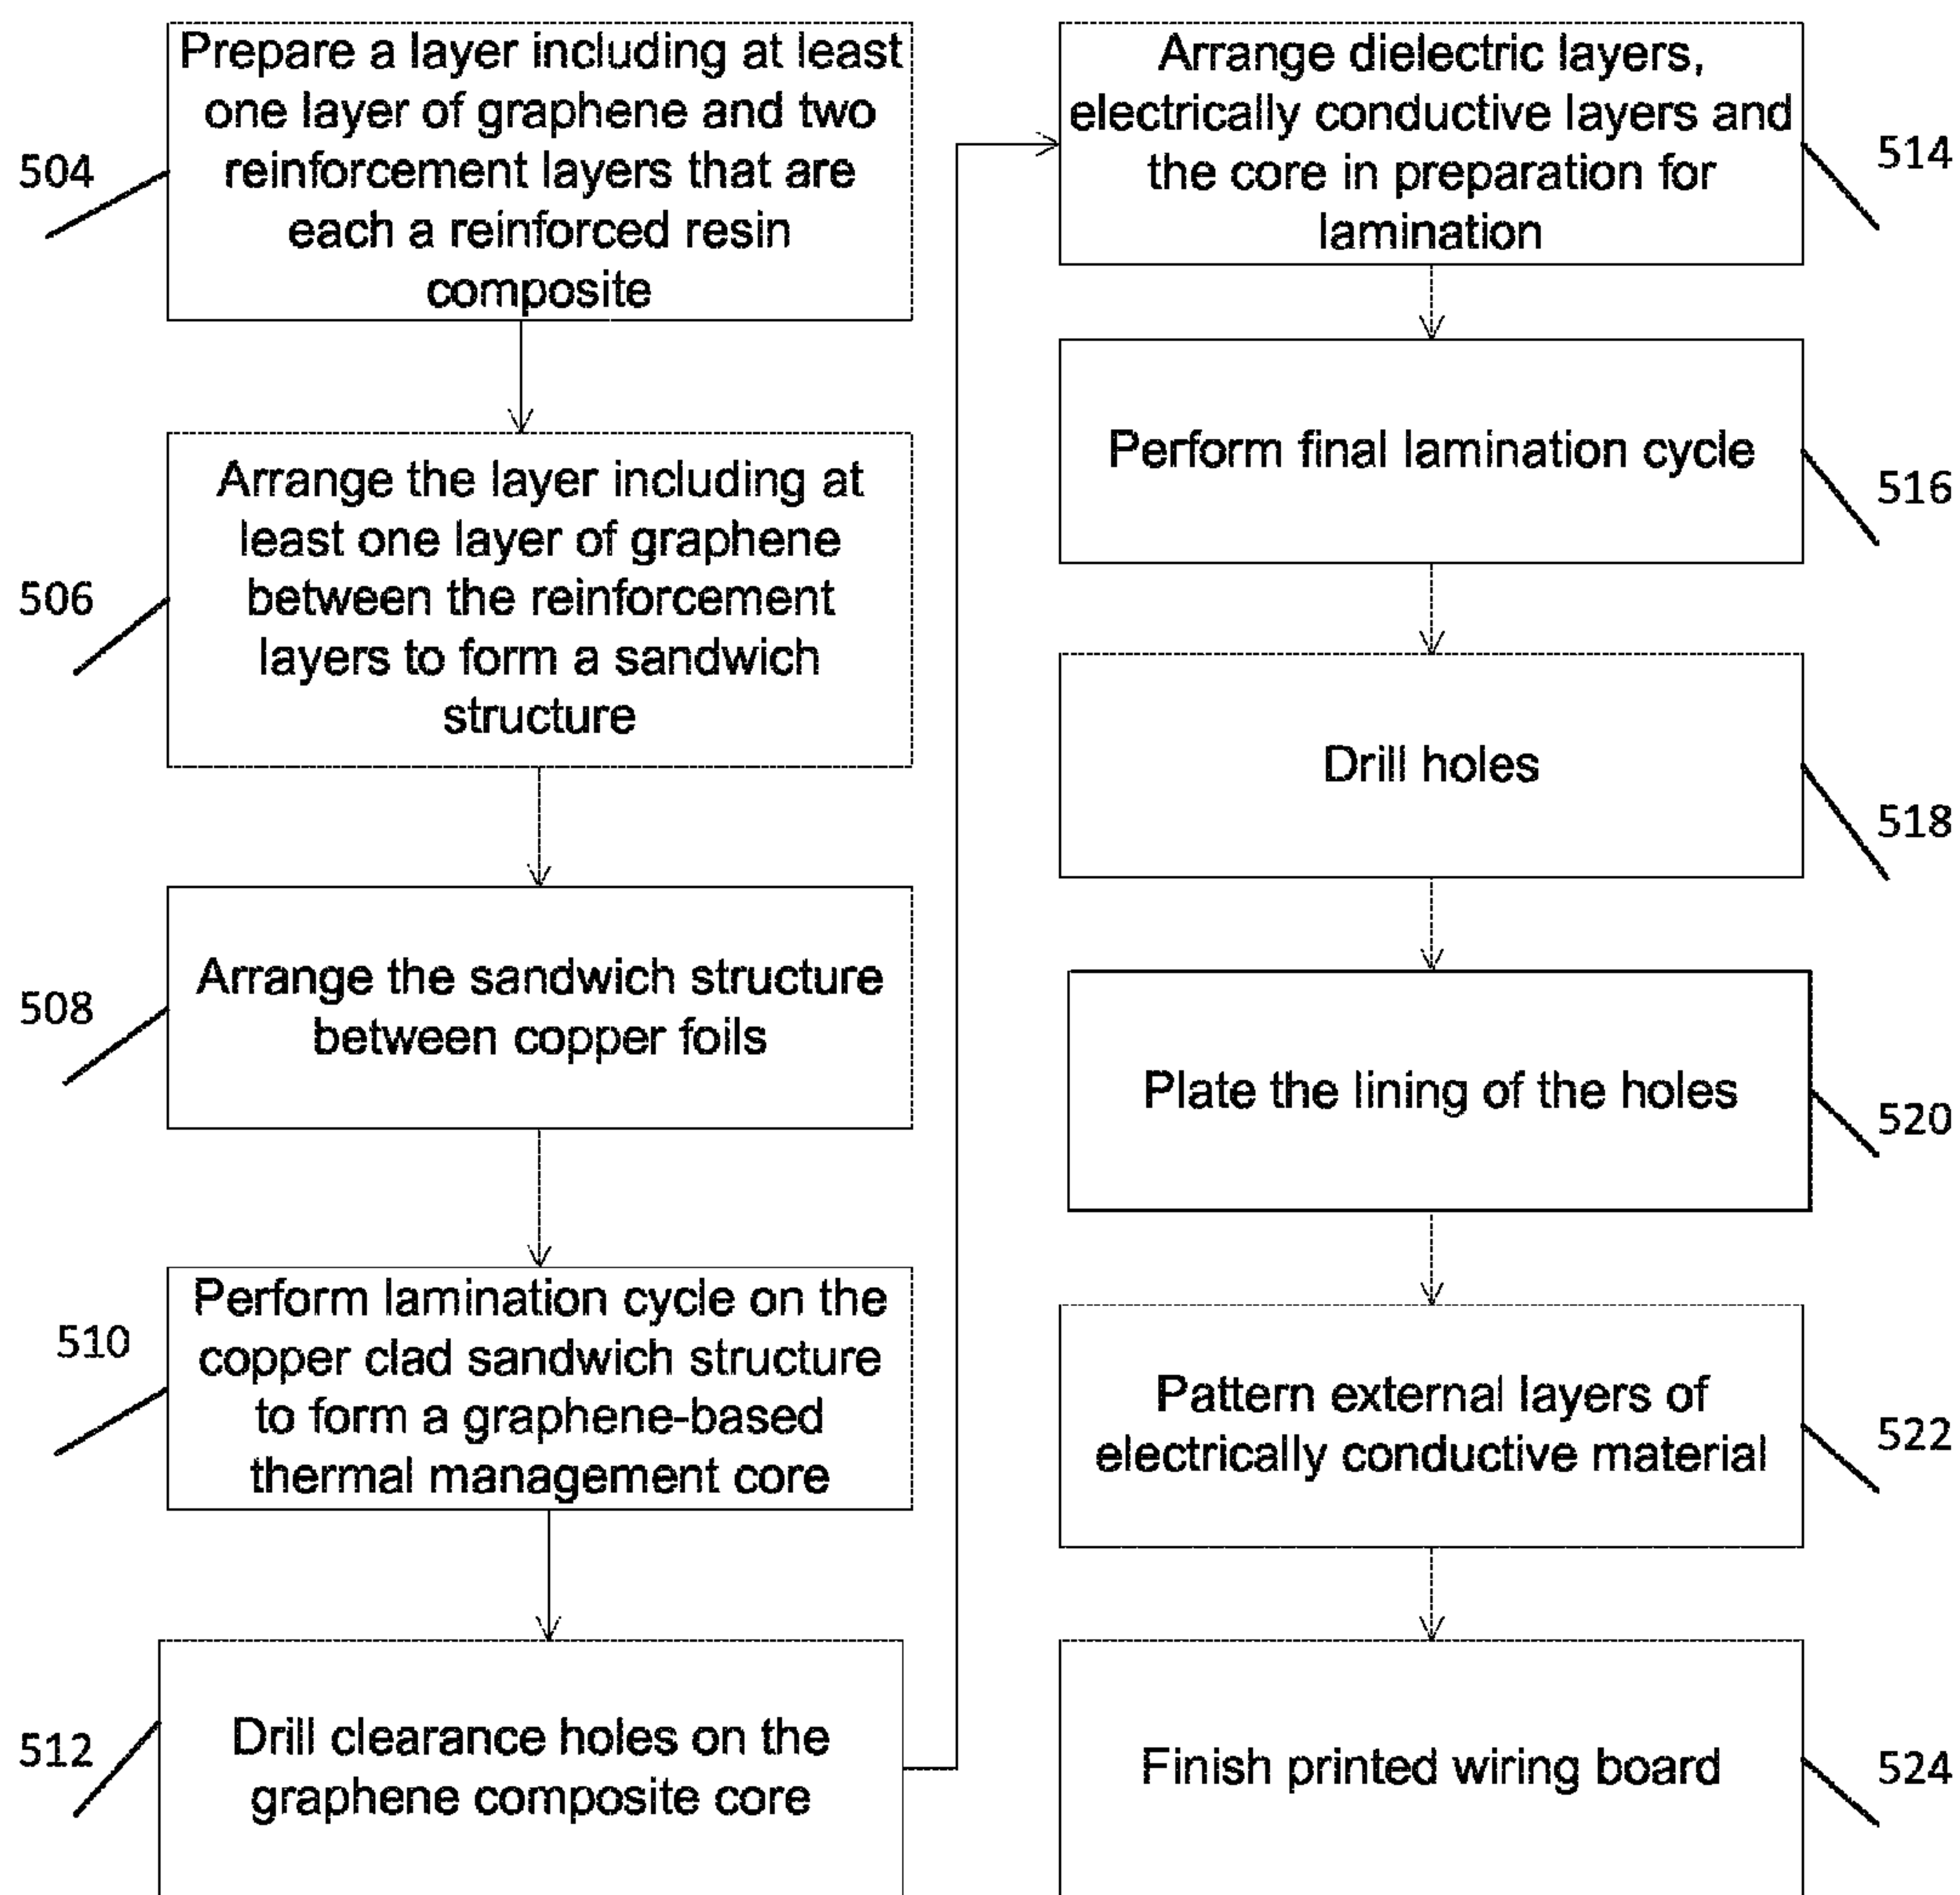 504
Prepare a layer including at least
one layer of graphene and two
reinforcement layers that are
each a reinforced resin
composite
506
Arrange the layer including at
least one layer of graphene
between the reinforcement
layers to form a sandwich
structure
508
Arrange the sandwich structure
between copper foils
510
Perform lamination cycle on the
copper clad sandwich structure
to form a graphene-based
thermal management core
512
Drill clearance holes on the
graphene composite core
Arrange dielectric layers,
electrically conductive layers and
the core in preparation for
lamination
514
Perform final lamination cycle
516
Drill holes
518
Plate the lining of the holes
520
Pattern external layers of
electrically conductive material
522
Finish printed wiring board
524